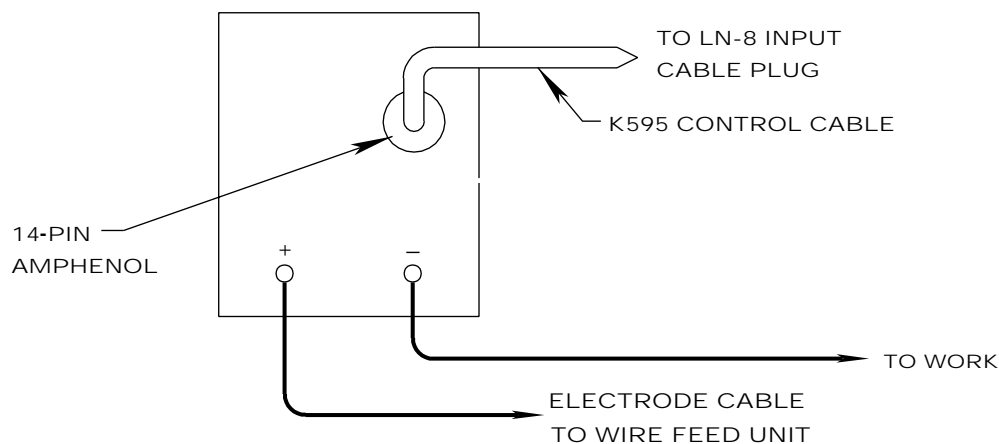 TO LN-8 INPUT
CABLE PLUG
K595 CONTROL CABLE
14-PIN
AMPHENOL
+
–
TO WORK
ELECTRODE CABLE
TO WIRE FEED UNIT